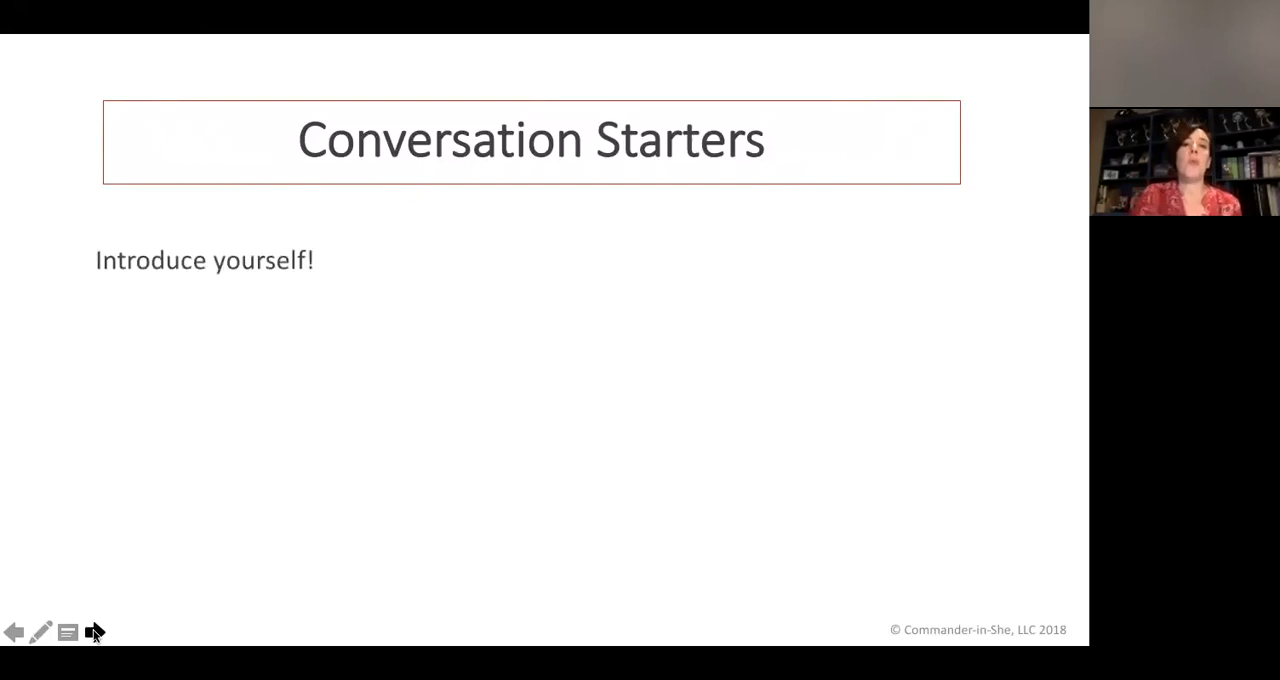 Conversation Starters
Introduce yourself!
© Commander-in-She, LLC 2018